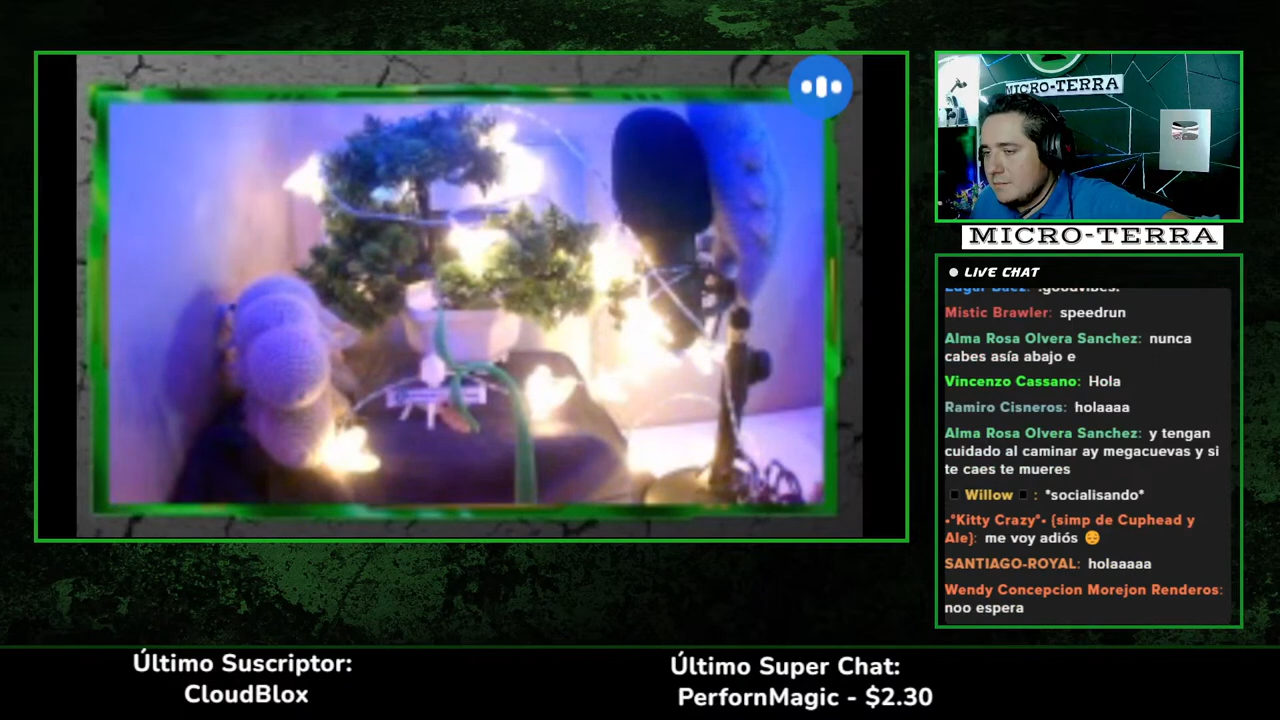 MICRO-TERRA
MICRO-TERRA
LIVE CHAT
Edgar Baez: :goodvibes:
Mistic Brawler: speedrun
Alma Rosa Olvera Sanchez: nunca
cabes asía abajo e
Vincenzo Cassano: Hola
Ramiro Cisneros: holaaaa
Alma Rosa Olvera Sanchez: y tengan
cuidado al caminar ay megacuevas y si
te caes te mueres
Willow : *socialisando*
•°Kitty Crazy°• {simp de Cuphead y
Ale}: me voy adiós 😔
SANTIAGO-ROYAL: holaaaaa
Wendy Concepcion Morejon Renderos:
noo espera
Último Suscriptor:
CloudBlox
Último Super Chat:
PerfornMagic - $2.30